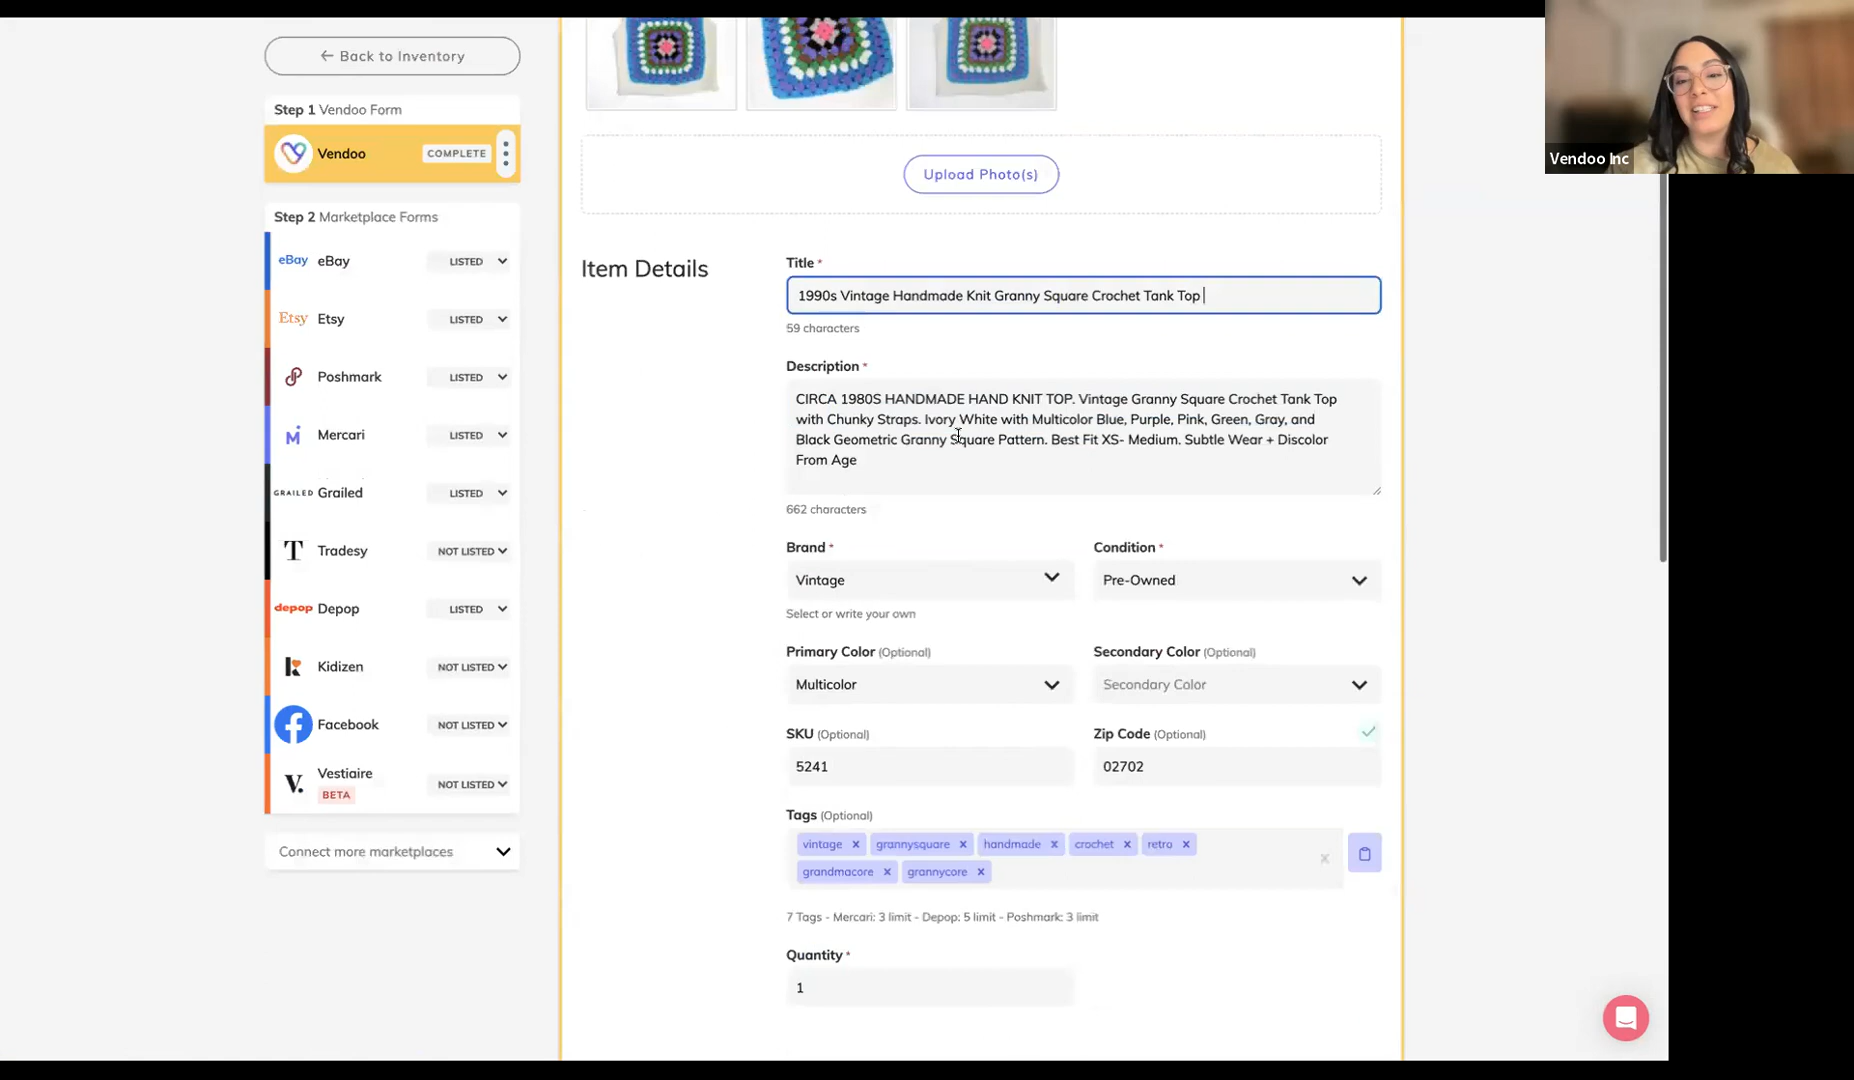 ← Back to Inventory
Step 1 Vendoo Form
Vendoo COMPLETE
Step 2 Marketplace Forms
eBay eBay LISTED
Etsy Etsy LISTED
Poshmark LISTED
Mercari LISTED
GRAILED Grailed LISTED
T Tradesy NOT LISTED
depop Depop LISTED
Kidizen NOT LISTED
Facebook NOT LISTED
V. Vestiaire NOT LISTED
BETA
Connect more marketplaces
Upload Photo(s)
Item Details
Title *
1990s Vintage Handmade Knit Granny Square Crochet Tank Top
59 characters
Description *
CIRCA 1980S HANDMADE HAND KNIT TOP. Vintage Granny Square Crochet Tank Top
with Chunky Straps. Ivory White with Multicolor Blue, Purple, Pink, Green, Gray, and
Black Geometric Granny Square Pattern. Best Fit XS- Medium. Subtle Wear + Discolor
From Age
662 characters
Brand * Condition *
Vintage Pre-Owned
Select or write your own
Primary Color (Optional) Secondary Color (Optional)
Multicolor Secondary Color
SKU (Optional) Zip Code (Optional)
5241 02702
Tags (Optional)
vintage × grannysquare × handmade × crochet × retro ×
grandmacore × grannycore ×
7 Tags - Mercari: 3 limit - Depop: 5 limit - Poshmark: 3 limit
Quantity *
1
Vendoo Inc